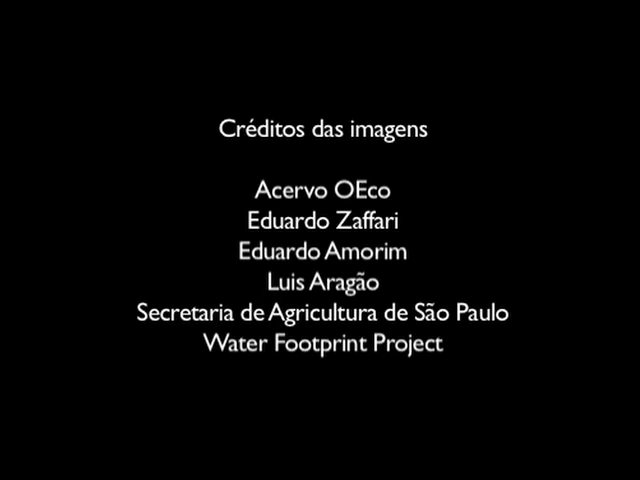 Créditos das imagens
Acervo OEco
Eduardo Zaffari
Eduardo Amorim
Luis Aragão
Secretaria de Agricultura de São Paulo
Water Footprint Project